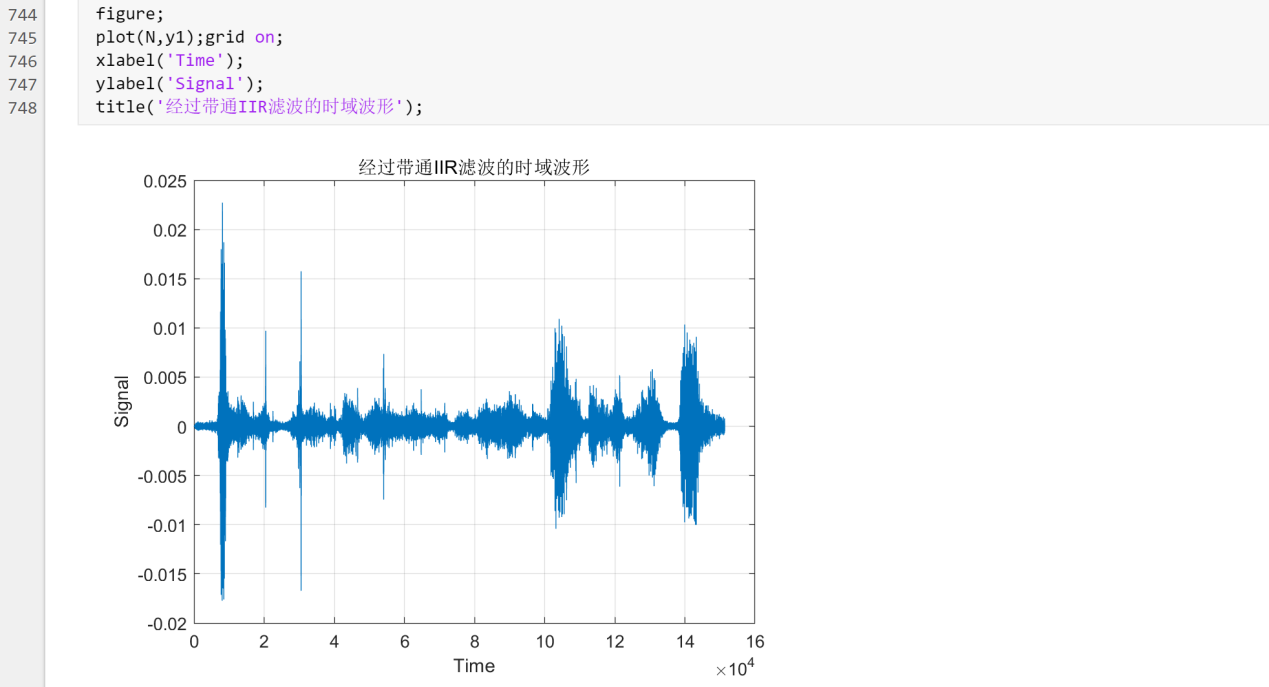 744 figure;
745 plot(N,y1);grid on;
746 xlabel('Time');
747 ylabel('Signal');
748 title('经过带通IIR滤波的时域波形');
经过带通IIR滤波的时域波形
0.025
0.02
0.015
0.01
0.005
0
-0.005
-0.01
-0.015
-0.02
Signal
0 2 4 6 8 10 12 14 16
Time
×10⁴